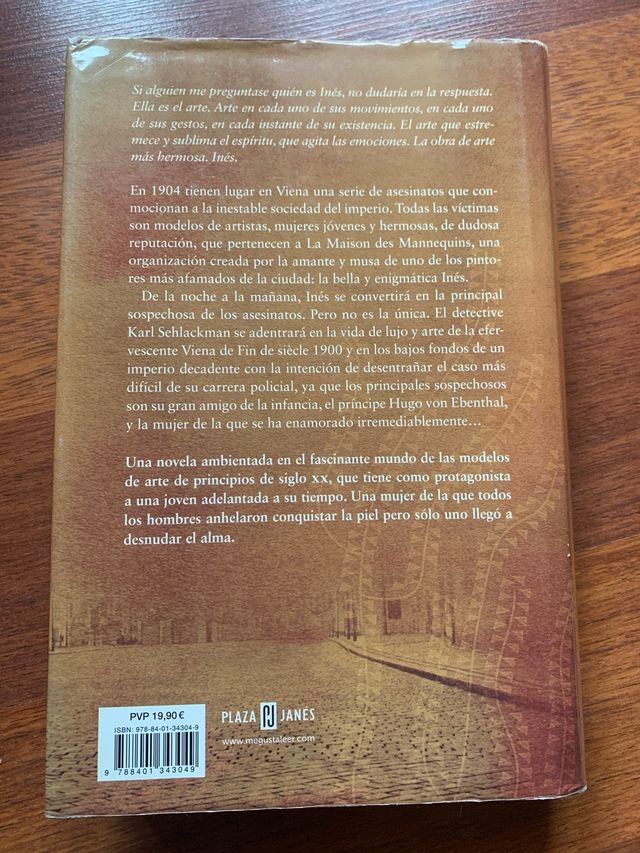 Si alguien me preguntase quién es Inés, no dudaría en la respuesta.
Ella es el arte. Arte en cada uno de sus movimientos, en cada uno
de sus gestos, en cada instante de su existencia. El arte que estre-
mece y sublima el espíritu, que agita las emociones. La obra de arte
más hermosa. Inés.
En 1904 tienen lugar en Viena una serie de asesinatos que con-
mocionan a la inestable sociedad del imperio. Todas las víctimas
son modelos de artistas, mujeres jóvenes y hermosas, de dudosa
reputación, que pertenecen a La Maison des Mannequins, una
organización creada por la amante y musa de uno de los pinto-
res más afamados de la ciudad: la bella y enigmática Inés.
De la noche a la mañana, Inés se convertirá en la principal
sospechosa de los asesinatos. Pero no es la única. El detective
Karl Sehlackman se adentrará en la vida de lujo y arte de la efer-
vescente Viena de Fin de siècle 1900 y en los bajos fondos de un
imperio decadente con la intención de desentrañar el caso más
difícil de su carrera policial, ya que los principales sospechosos
son su gran amigo de la infancia, el príncipe Hugo von Ebenthal,
y la mujer de la que se ha enamorado irremediablemente...
Una novela ambientada en el fascinante mundo de las modelos
de arte de principios de siglo XX, que tiene como protagonista
a una joven adelantada a su tiempo. Una mujer de la que todos
los hombres anhelaron conquistar la piel pero sólo uno llegó a
desnudar el alma.
PVP 19,90 €
ISBN: 978-84-01-34304-9
9 788401 343049
PLAZA JANÉS
www.megustaleer.com